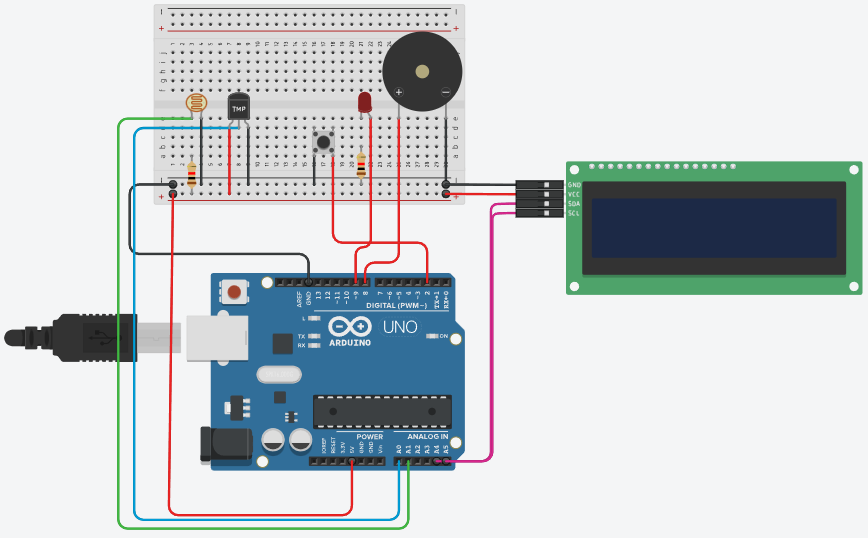 TMP
GND
VCC
SDA
SCL
AREF
GND
13
12
~11
~10
~9
8
7
~6
~5
4
~3
2
TX→1
RX←0
DIGITAL (PWM~)
L
TX
RX
ARDUINO
UNO
ON
POWER
ANALOG IN
IOREF
RESET
3.3V
5V
GND
GND
Vin
A0
A1
A2
A3
A4
A5